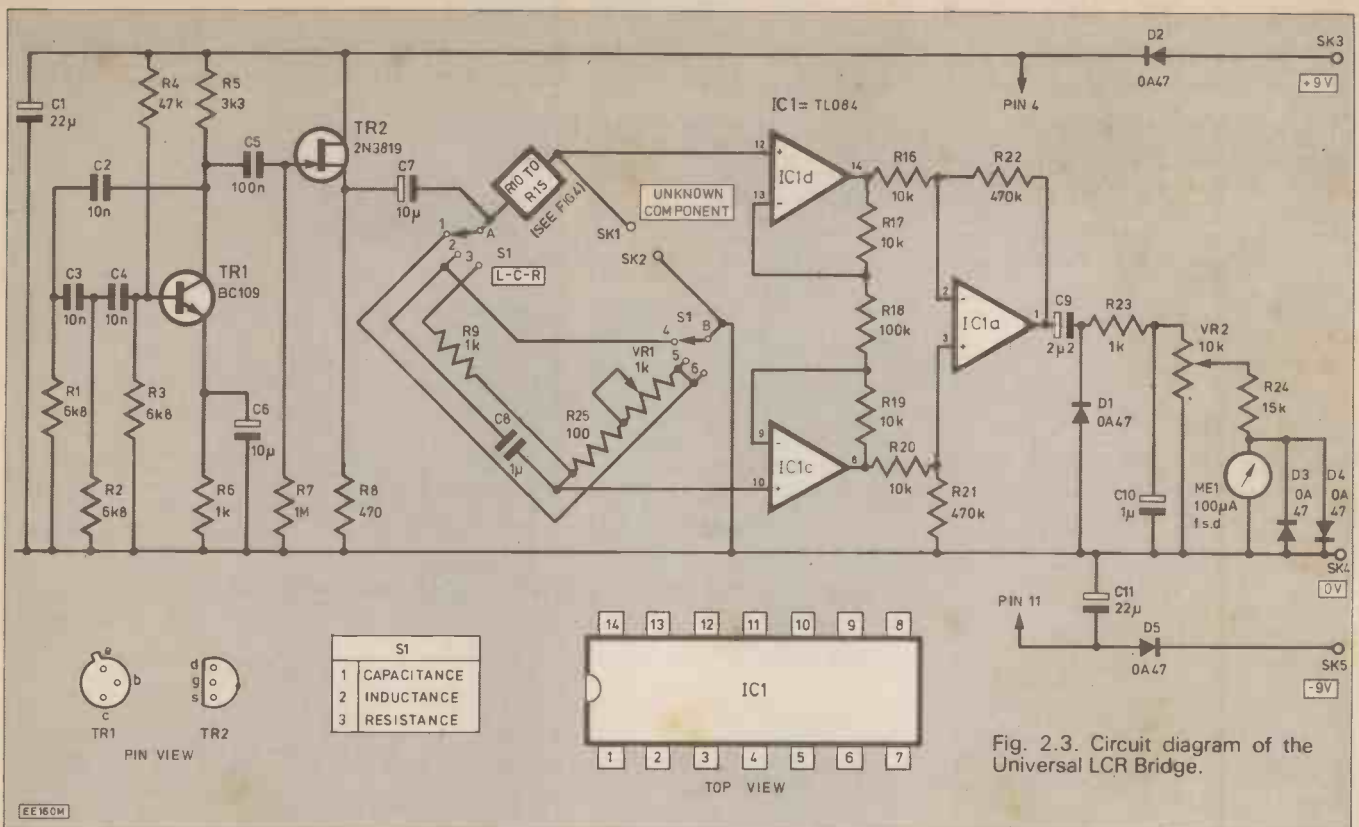 C1
22µ
C2
10n
C3
10n
C4
10n
R4
47k
R5
3k3
TR1
BC109
C5
100n
TR2
2N3819
R1
6k8
R2
6k8
R3
6k8
R6
1k
C6
10µ
R7
1M
R8
470
C7
10µ
R10 TO
R15
(SEE FIG.4)
1
2
3
A
S1
L-C-R
SK1
UNKNOWN
COMPONENT
SK2
4
S1
B
5
6
R9
1k
VR1
1k
R25
100
C8
1µ
IC1= TL084
12
+
13
−
IC1d
14
R16
10k
R22
470k
R17
10k
R18
100k
R19
10k
9
−
10
+
IC1c
8
R20
10k
R21
470k
2
−
3
+
IC1a
1
C9
2µ2
R23
1k
D1
0A47
C10
1µ
VR2
10k
R24
15k
ME1
100µA
f.s.d
D3
0A
47
D4
0A
47
PIN 4
D2
0A47
SK3
+9V
SK4
0V
C11
22µ
PIN 11
D5
0A47
SK5
-9V
e
b
c
TR1
d
g
s
TR2
PIN VIEW
S1
1 CAPACITANCE
2 INDUCTANCE
3 RESISTANCE
14 13 12 11 10 9 8
IC1
1 2 3 4 5 6 7
TOP VIEW
Fig. 2.3. Circuit diagram of the
Universal LCR Bridge.
EE160M